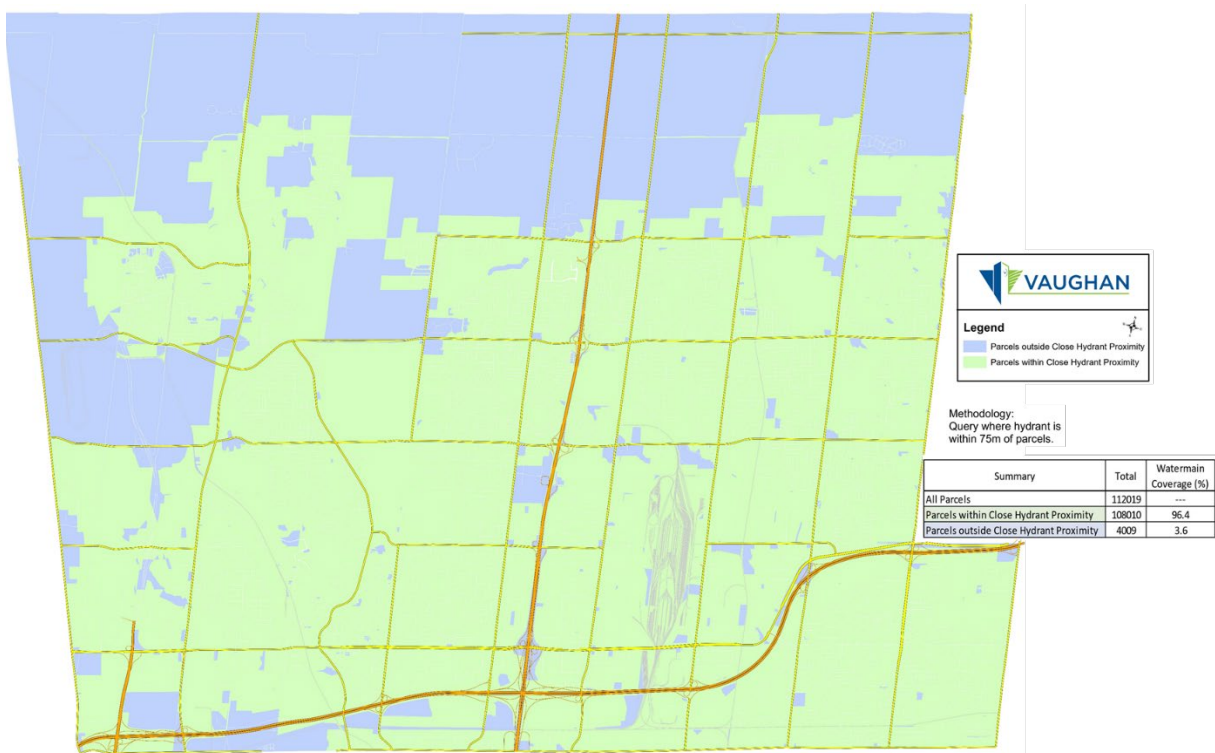 VAUGHAN
Legend
Parcels outside Close Hydrant Proximity
Parcels within Close Hydrant Proximity
Methodology:
Query where hydrant is
within 75m of parcels.
Summary Total Watermain Coverage (%)
All Parcels 112019 ---
Parcels within Close Hydrant Proximity 108010 96.4
Parcels outside Close Hydrant Proximity 4009 3.6